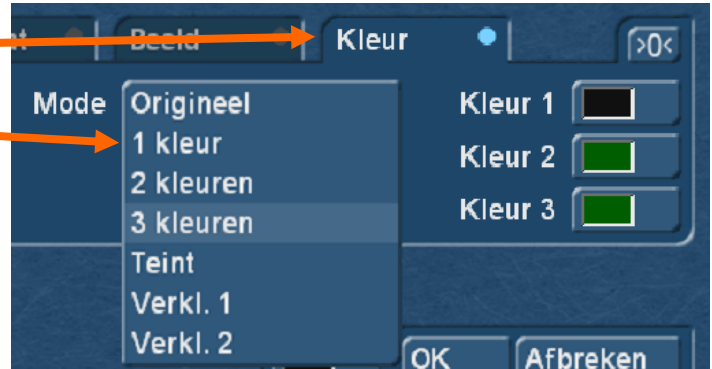 Beeld Kleur >0<
Mode Origineel Kleur 1
1 kleur
2 kleuren Kleur 2
3 kleuren Kleur 3
Teint
Verkl. 1
Verkl. 2
OK Afbreken